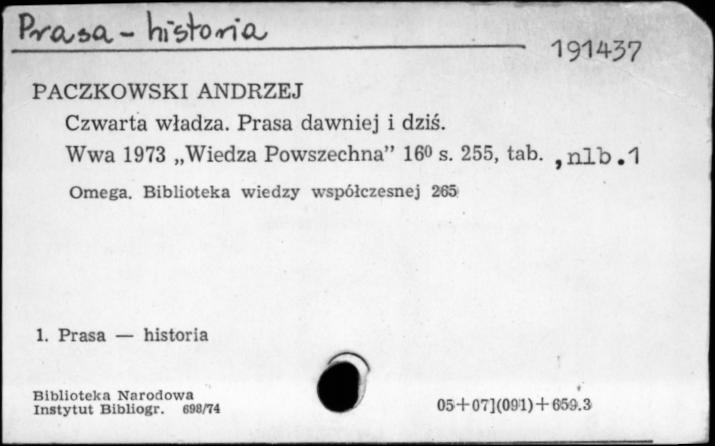 Prasa - historia
191437
PACZKOWSKI ANDRZEJ
Czwarta władza. Prasa dawniej i dziś.
Wwa 1973 „Wiedza Powszechna” 16⁰ s. 255, tab. , nlb.1
Omega. Biblioteka wiedzy współczesnej 265
1. Prasa — historia
Biblioteka Narodowa
Instytut Bibliogr. 698/74
05+07](091)+659.3